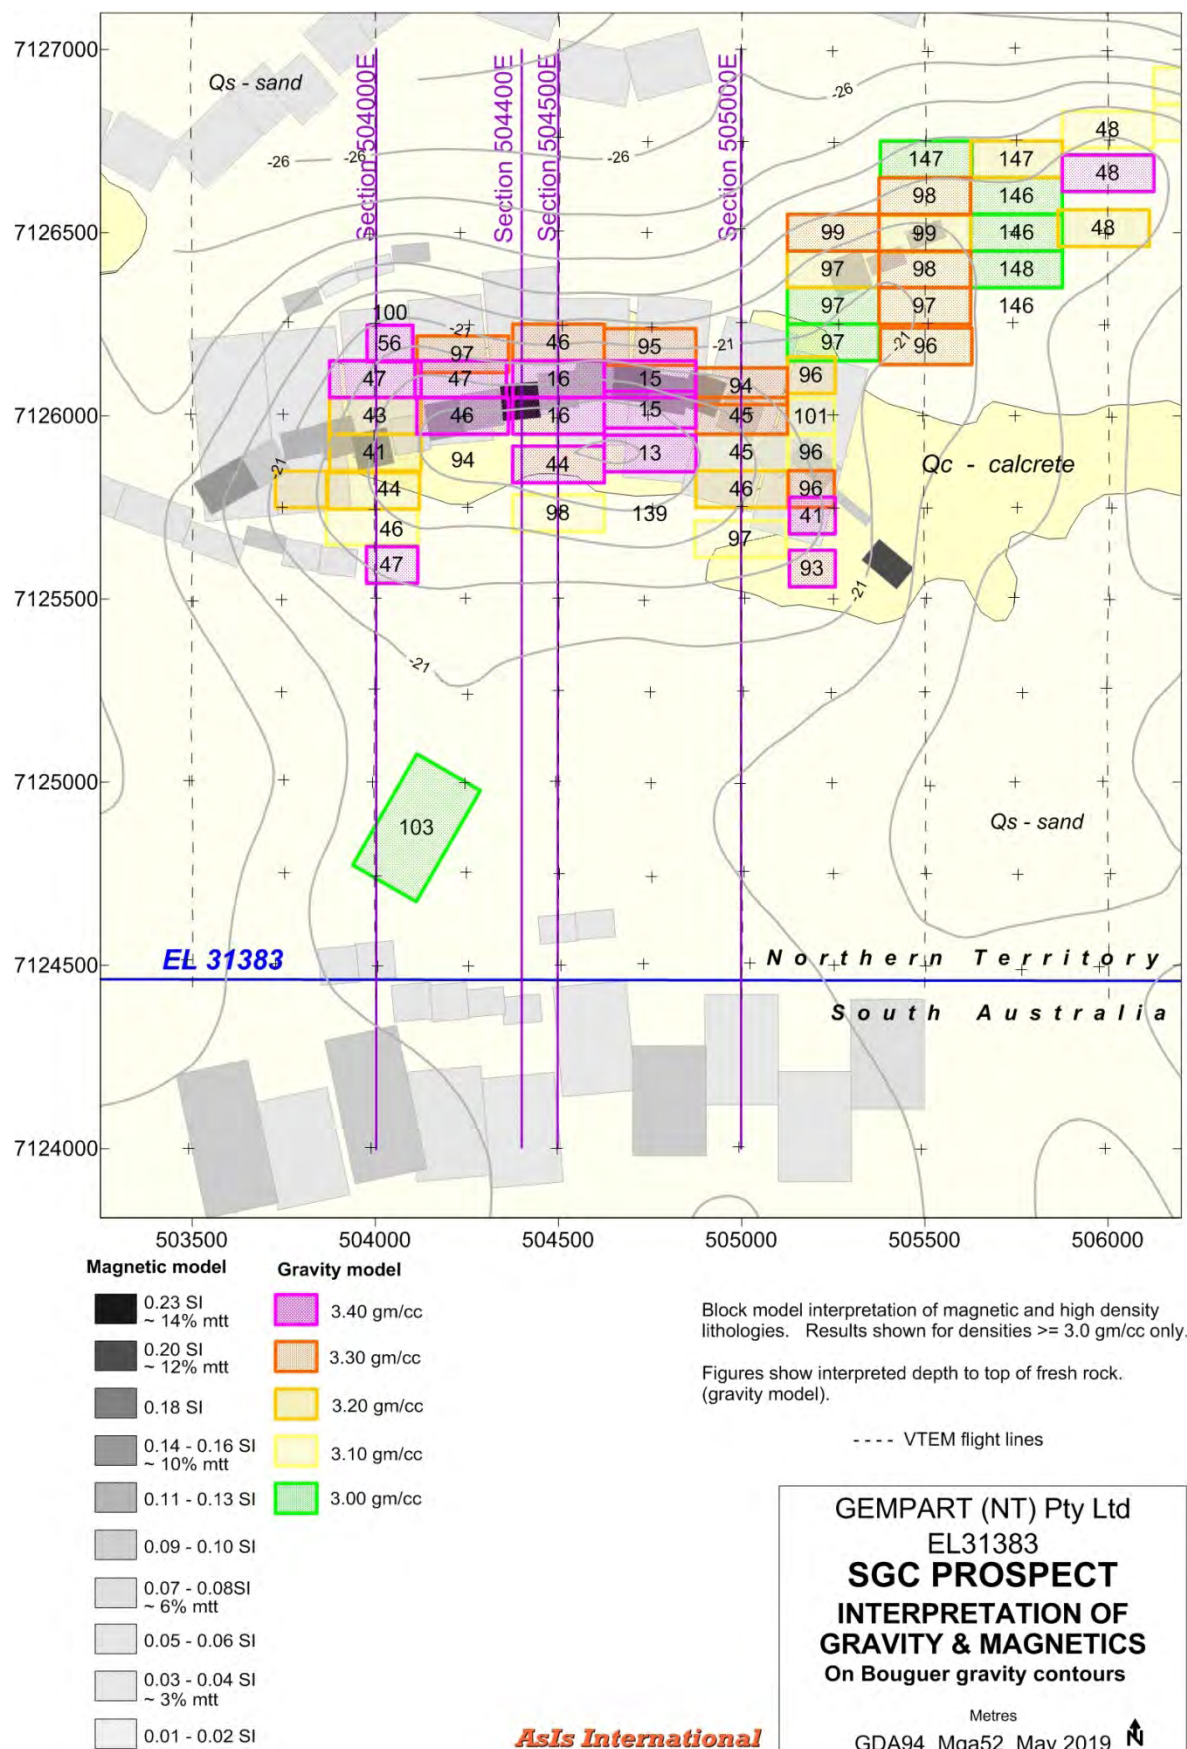 7127000
Qs - sand
-26
-26
-26
-26
Section 504000E
Section 504400E
Section 504500E
Section 505000E
48
147
147
48
98
146
7126500
99
99
146
48
97
98
148
100
97
97
146
-21
56
97
46
95
-21
97
96
-21
47
47
16
15
94
96
7126000
43
46
16
15
45
101
41
94
44
13
45
96
Qc - calcrete
-21
44
46
96
46
98
139
97
41
47
93
7125500
-21
-21
7125000
103
Qs - sand
EL 31383
Northern Territory
7124500
South Australia
7124000
503500
504000
504500
505000
505500
506000
Magnetic model
0.23 SI
~ 14% mtt
0.20 SI
~ 12% mtt
0.18 SI
0.14 - 0.16 SI
~ 10% mtt
0.11 - 0.13 SI
0.09 - 0.10 SI
0.07 - 0.08SI
~ 6% mtt
0.05 - 0.06 SI
0.03 - 0.04 SI
~ 3% mtt
0.01 - 0.02 SI
Gravity model
3.40 gm/cc
3.30 gm/cc
3.20 gm/cc
3.10 gm/cc
3.00 gm/cc
Block model interpretation of magnetic and high density
lithologies. Results shown for densities >= 3.0 gm/cc only.
Figures show interpreted depth to top of fresh rock.
(gravity model).
---- VTEM flight lines
AsIs International
GEMPART (NT) Pty Ltd
EL31383
SGC PROSPECT
INTERPRETATION OF
GRAVITY & MAGNETICS
On Bouguer gravity contours
Metres
GDA94 Mga52 May 2019
N